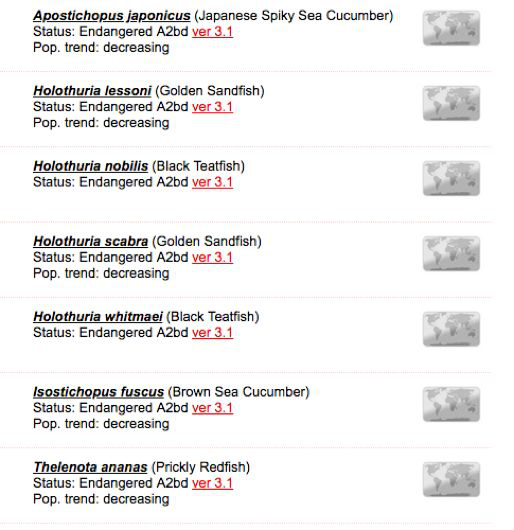 Apostichopus japonicus (Japanese Spiky Sea Cucumber)
Status: Endangered A2bd ver 3.1
Pop. trend: decreasing
Holothuria lessoni (Golden Sandfish)
Status: Endangered A2bd ver 3.1
Pop. trend: decreasing
Holothuria nobilis (Black Teatfish)
Status: Endangered A2bd ver 3.1
Holothuria scabra (Golden Sandfish)
Status: Endangered A2bd ver 3.1
Pop. trend: decreasing
Holothuria whitmaei (Black Teatfish)
Status: Endangered A2bd ver 3.1
Isostichopus fuscus (Brown Sea Cucumber)
Status: Endangered A2bd ver 3.1
Pop. trend: decreasing
Thelenota ananas (Prickly Redfish)
Status: Endangered A2bd ver 3.1
Pop. trend: decreasing